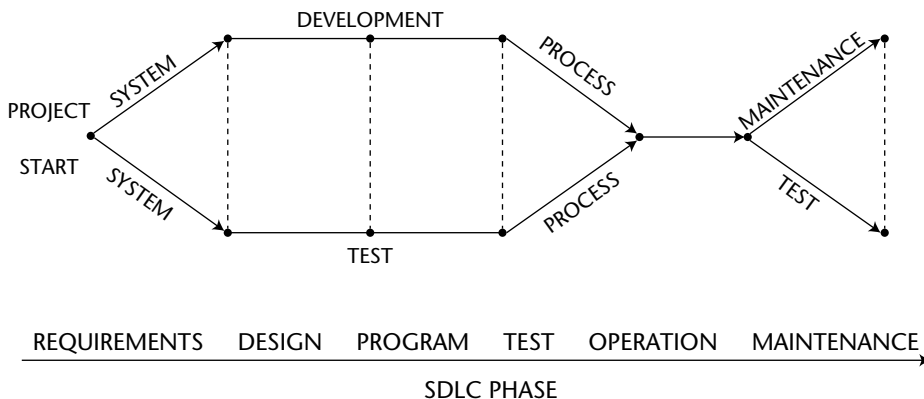 DEVELOPMENT
SYSTEM
PROCESS
MAINTENANCE
PROJECT
START
SYSTEM
PROCESS
TEST
TEST
REQUIREMENTS DESIGN PROGRAM TEST OPERATION MAINTENANCE
SDLC PHASE